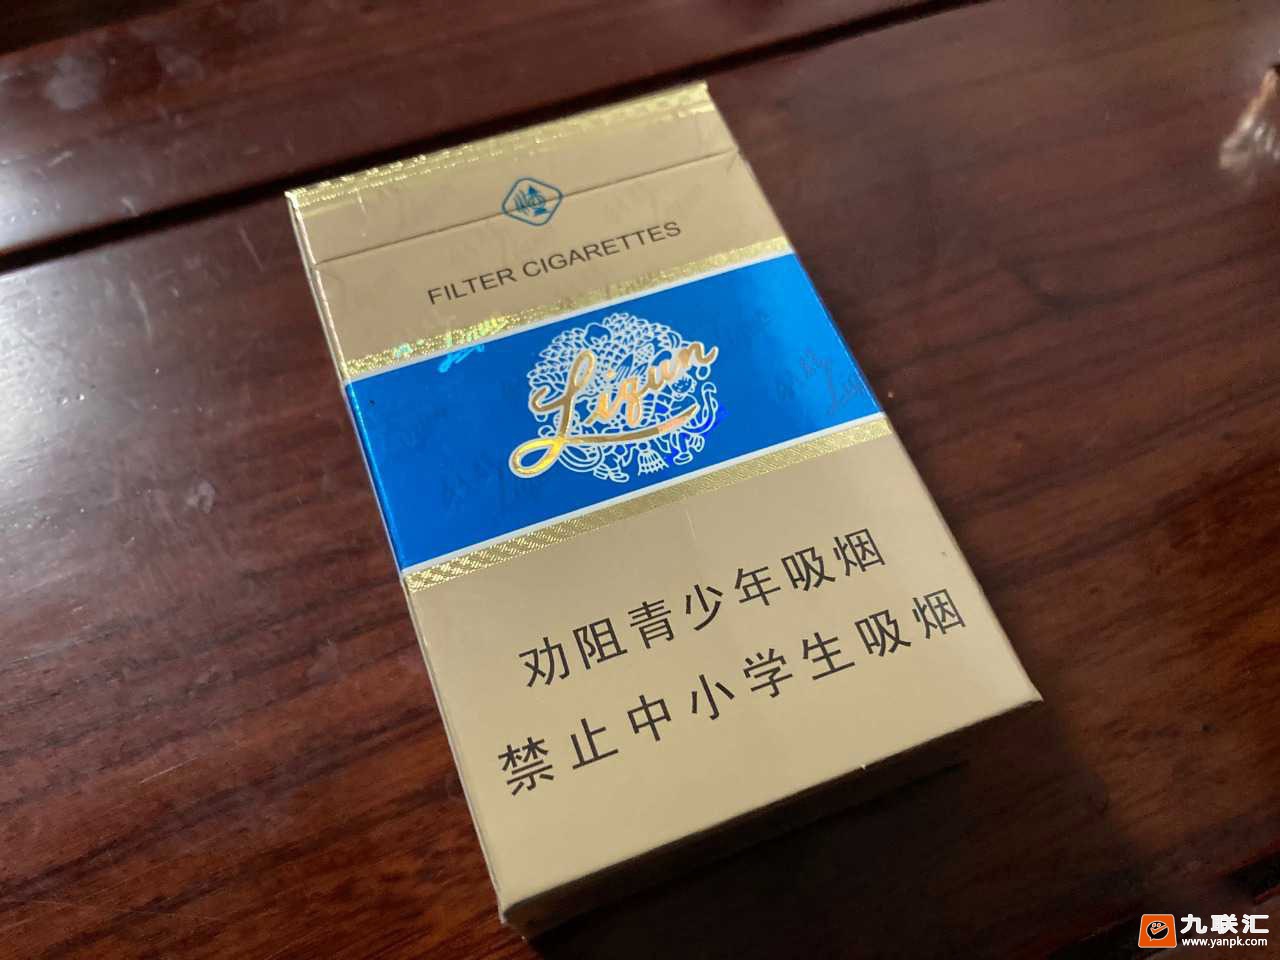 FILTER CIGARETTES
Liqun
劝阻青少年吸烟
禁止中小学生吸烟
九联汇
www.yanpk.com